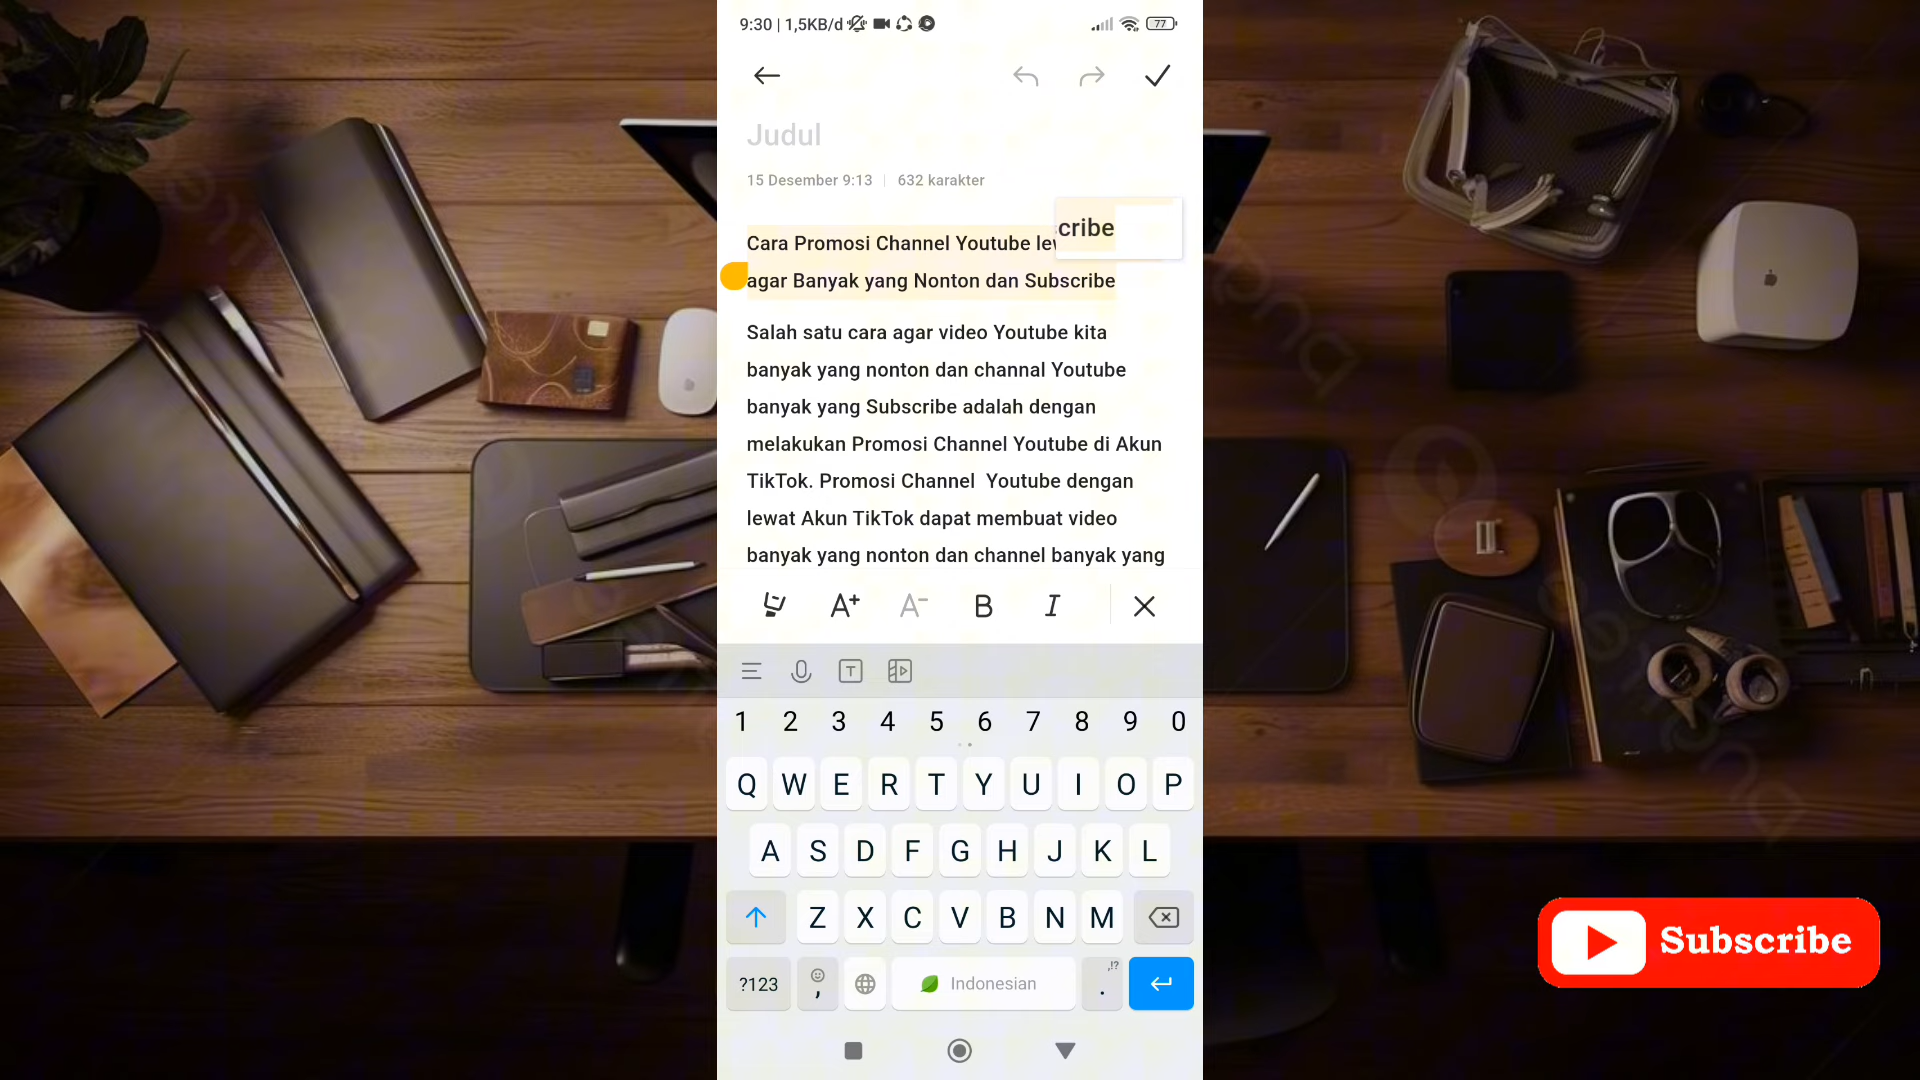 9:30 | 1,5KB/d
77
Judul
15 Desember 9:13 | 632 karakter
cribe
Cara Promosi Channel Youtube
agar Banyak yang Nonton dan Subscribe
Salah satu cara agar video Youtube kita
banyak yang nonton dan channal Youtube
banyak yang Subscribe adalah dengan
melakukan Promosi Channel Youtube di Akun
TikTok. Promosi Channel  Youtube dengan
lewat Akun TikTok dapat membuat video
banyak yang nonton dan channel banyak yang
A+ A- B I
T
1 2 3 4 5 6 7 8 9 0
Q W E R T Y U I O P
A S D F G H J K L
Z X C V B N M
?123 , Indonesian ,!? .
Subscribe